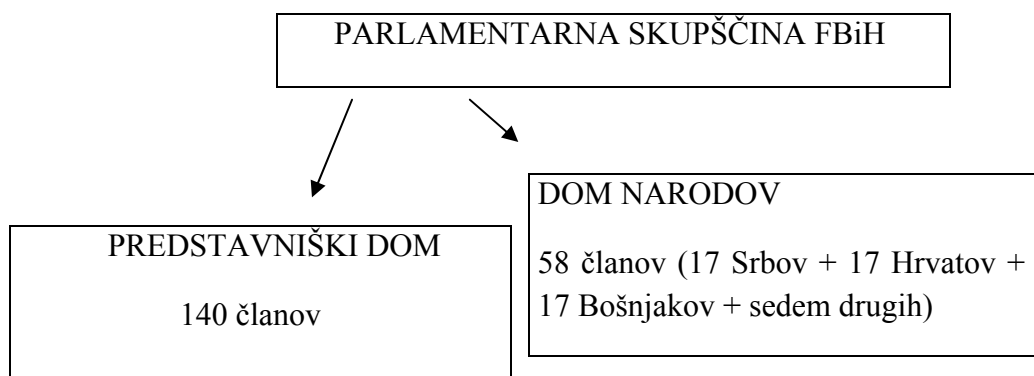 PARLAMENTARNA SKUPŠČINA FBiH
PREDSTAVNIŠKI DOM
140 članov
DOM NARODOV
58 članov (17 Srbov + 17 Hrvatov +
17 Bošnjakov + sedem drugih)